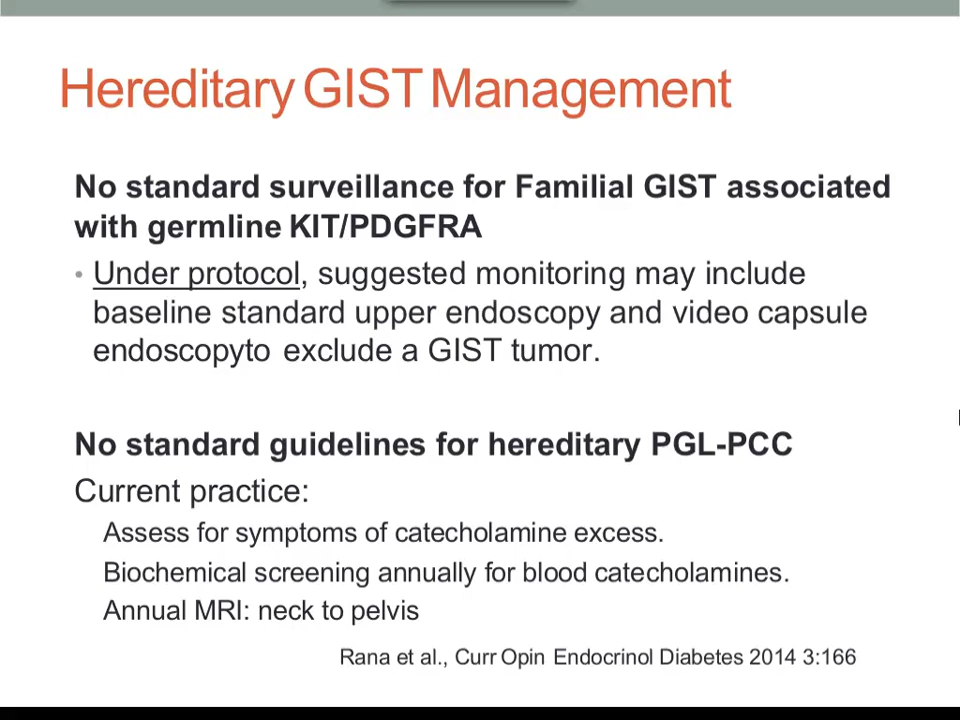 Hereditary GIST Management
No standard surveillance for Familial GIST associated
with germline KIT/PDGFRA
• Under protocol, suggested monitoring may include
baseline standard upper endoscopy and video capsule
endoscopyto exclude a GIST tumor.
No standard guidelines for hereditary PGL-PCC
Current practice:
Assess for symptoms of catecholamine excess.
Biochemical screening annually for blood catecholamines.
Annual MRI: neck to pelvis
Rana et al., Curr Opin Endocrinol Diabetes 2014 3:166